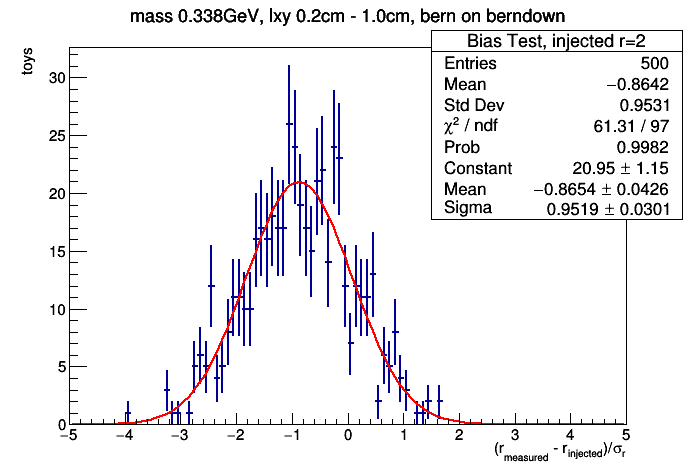 mass 0.338GeV, lxy 0.2cm - 1.0cm, bern on berndown
toys
Bias Test, injected r=2
Entries 500
Mean −0.8642
Std Dev 0.9531
χ² / ndf 61.31 / 97
Prob 0.9982
Constant 20.95 ± 1.15
Mean −0.8654 ± 0.0426
Sigma 0.9519 ± 0.0301
30
25
20
15
10
5
0
−5 −4 −3 −2 −1 0 1 2 3 4 5
(r_measured - r_injected)/σ_r